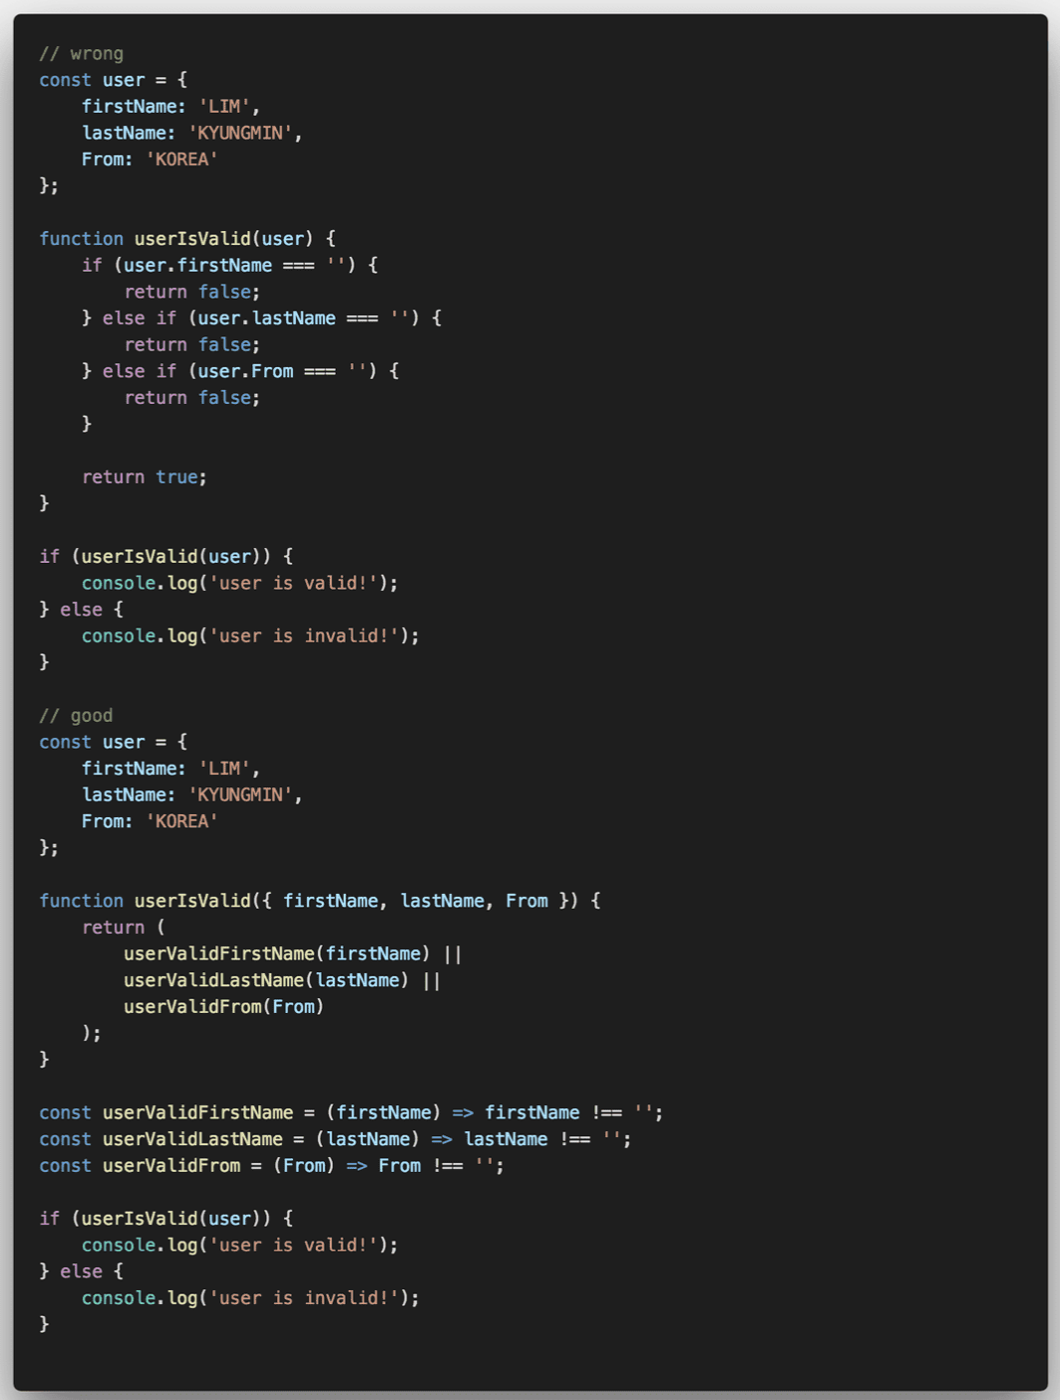 // wrong
const user = {
    firstName: 'LIM',
    lastName: 'KYUNGMIN',
    From: 'KOREA'
};

function userIsValid(user) {
    if (user.firstName === '') {
        return false;
    } else if (user.lastName === '') {
        return false;
    } else if (user.From === '') {
        return false;
    }

    return true;
}

if (userIsValid(user)) {
    console.log('user is valid!');
} else {
    console.log('user is invalid!');
}

// good
const user = {
    firstName: 'LIM',
    lastName: 'KYUNGMIN',
    From: 'KOREA'
};

function userIsValid({ firstName, lastName, From }) {
    return (
        userValidFirstName(firstName) ||
        userValidLastName(lastName) ||
        userValidFrom(From)
    );
}

const userValidFirstName = (firstName) => firstName !== '';
const userValidLastName = (lastName) => lastName !== '';
const userValidFrom = (From) => From !== '';

if (userIsValid(user)) {
    console.log('user is valid!');
} else {
    console.log('user is invalid!');
}